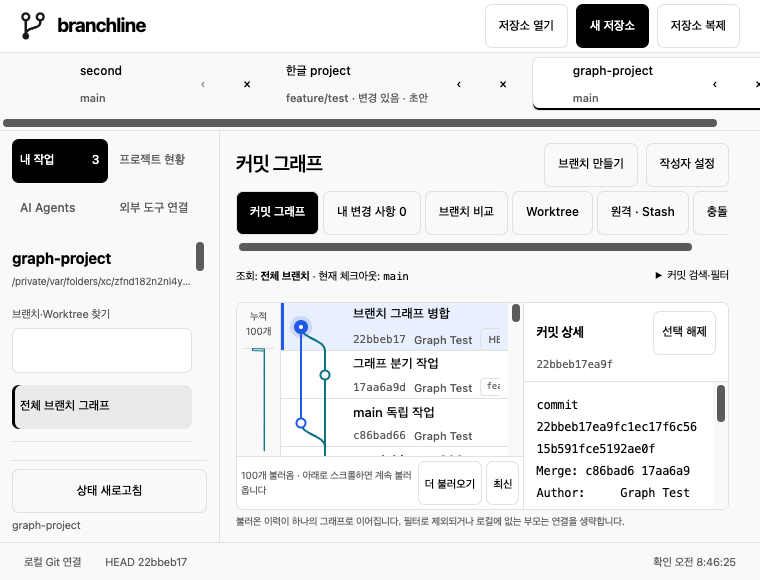 branchline
저장소 열기
새 저장소
저장소 복제
second
main
한글 project
feature/test · 변경 있음 · 초안
graph-project
main
내 작업 3
프로젝트 현황
AI Agents
외부 도구 연결
graph-project
/private/var/folders/xc/zfnd182n2nl4y...
브랜치·Worktree 찾기
전체 브랜치 그래프
상태 새로고침
graph-project
커밋 그래프
브랜치 만들기
작성자 설정
커밋 그래프
내 변경 사항 0
브랜치 비교
Worktree
원격 · Stash
충돌
조회: 전체 브랜치 · 현재 체크아웃: main
▶ 커밋 검색·필터
누적
100개
브랜치 그래프 병합
22bbeb17 Graph Test HE
그래프 분기 작업
17aa6a9d Graph Test fea
main 독립 작업
c86bad66 Graph Test
100개 불러옴 · 아래로 스크롤하면 계속 불러
옵니다
더 불러오기
최신
커밋 상세
선택 해제
22bbeb17ea9f
commit
22bbeb17ea9fc1ec17f6c56
15b591fce5192ae0f
Merge: c86bad6 17aa6a9
Author: Graph Test
불러온 이력이 하나의 그래프로 이어집니다. 필터로 제외되거나 로컬에 없는 부모는 연결을 생략합니다.
로컬 Git 연결
HEAD 22bbeb17
확인 오전 8:46:25